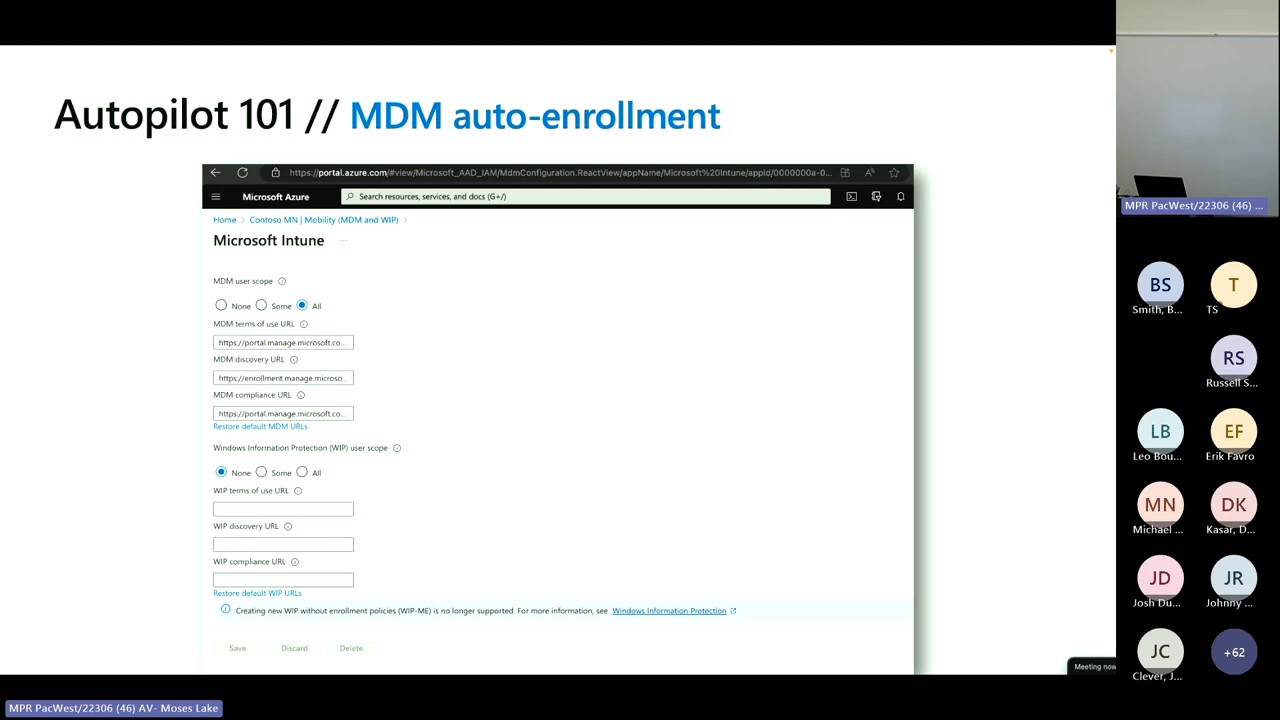 Autopilot 101 // MDM auto-enrollment
https://portal.azure.com/#view/Microsoft_AAD_IAM/MdmConfiguration.ReactView/appName/Microsoft%20Intune/appId/0000000a-0...
Microsoft Azure
Search resources, services, and docs (G+/)
Home > Contoso MN | Mobility (MDM and WIP) >
Microsoft Intune ...
MDM user scope
None Some All
MDM terms of use URL
https://portal.manage.microsoft.co...
MDM discovery URL
https://enrollment.manage.microso...
MDM compliance URL
https://portal.manage.microsoft.co...
Restore default MDM URLs
Windows Information Protection (WIP) user scope
None Some All
WIP terms of use URL
WIP discovery URL
WIP compliance URL
Restore default WIP URLs
Creating new WIP without enrollment policies (WIP-ME) is no longer supported. For more information, see Windows Information Protection
Save Discard Delete
Meeting now
MPR PacWest/22306 (46) AV- Moses Lake
MPR PacWest/22306 (46) ...
BS
Smith, B...
T
TS
RS
Russell S...
LB
Leo Bou...
EF
Erik Favro
MN
Michael ...
DK
Kasar, D...
JD
Josh Du...
JR
Johnny ...
JC
Clever, J...
+62